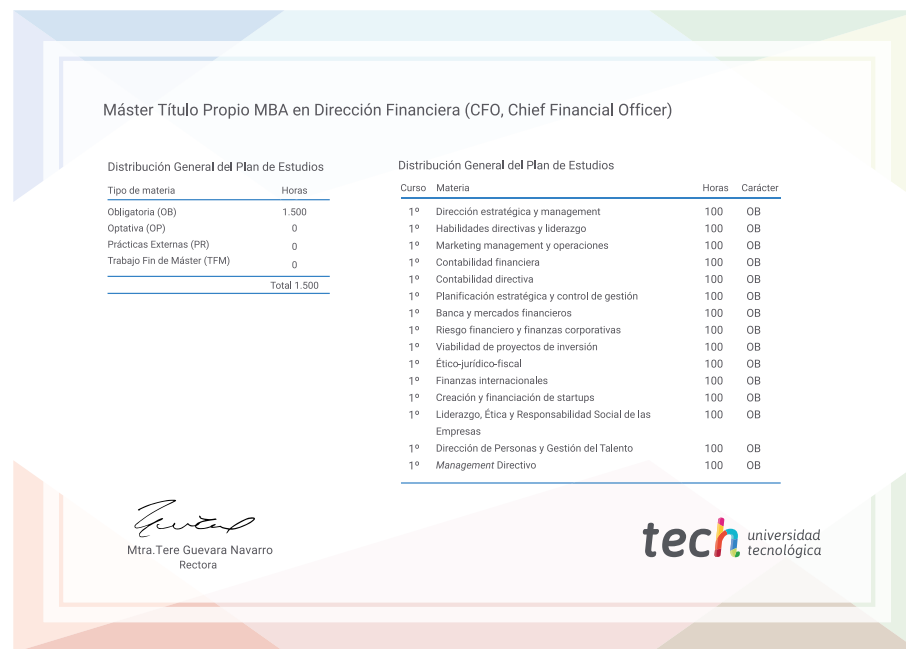 Máster Título Propio MBA en Dirección Financiera (CFO, Chief Financial Officer)
Distribución General del Plan de Estudios
Tipo de materia Horas
Obligatoria (OB) 1.500
Optativa (OP) 0
Prácticas Externas (PR) 0
Trabajo Fin de Máster (TFM) 0
Total 1.500
Distribución General del Plan de Estudios
Curso Materia Horas Carácter
1º Dirección estratégica y management 100 OB
1º Habilidades directivas y liderazgo 100 OB
1º Marketing management y operaciones 100 OB
1º Contabilidad financiera 100 OB
1º Contabilidad directiva 100 OB
1º Planificación estratégica y control de gestión 100 OB
1º Banca y mercados financieros 100 OB
1º Riesgo financiero y finanzas corporativas 100 OB
1º Viabilidad de proyectos de inversión 100 OB
1º Ético-jurídico-fiscal 100 OB
1º Finanzas internacionales 100 OB
1º Creación y financiación de startups 100 OB
1º Liderazgo, Ética y Responsabilidad Social de las 100 OB
Empresas
1º Dirección de Personas y Gestión del Talento 100 OB
1º Management Directivo 100 OB
Mtra.Tere Guevara Navarro
Rectora
tech universidad
tecnológica